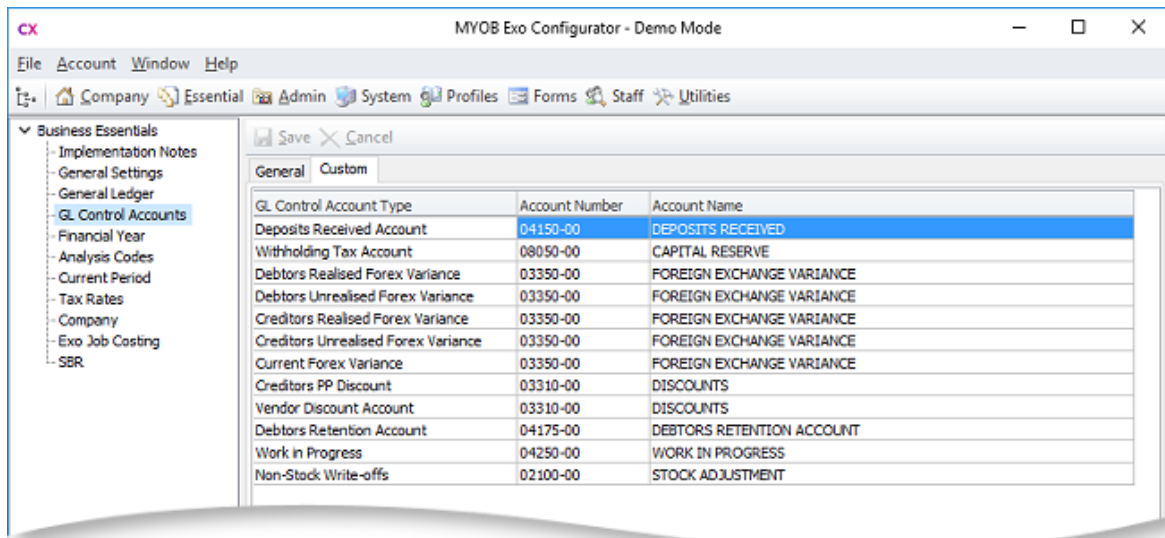 CX MYOB Exo Configurator - Demo Mode
File Account Window Help
Company Essential Admin System Profiles Forms Staff Utilities
Business Essentials
Implementation Notes
General Settings
General Ledger
GL Control Accounts
Financial Year
Analysis Codes
Current Period
Tax Rates
Company
Exo Job Costing
SBR
Save Cancel
General Custom
GL Control Account Type Account Number Account Name
Deposits Received Account 04150-00 DEPOSITS RECEIVED
Withholding Tax Account 08050-00 CAPITAL RESERVE
Debtors Realised Forex Variance 03350-00 FOREIGN EXCHANGE VARIANCE
Debtors Unrealised Forex Variance 03350-00 FOREIGN EXCHANGE VARIANCE
Creditors Realised Forex Variance 03350-00 FOREIGN EXCHANGE VARIANCE
Creditors Unrealised Forex Variance 03350-00 FOREIGN EXCHANGE VARIANCE
Current Forex Variance 03350-00 FOREIGN EXCHANGE VARIANCE
Creditors PP Discount 03310-00 DISCOUNTS
Vendor Discount Account 03310-00 DISCOUNTS
Debtors Retention Account 04175-00 DEBTORS RETENTION ACCOUNT
Work in Progress 04250-00 WORK IN PROGRESS
Non-Stock Write-offs 02100-00 STOCK ADJUSTMENT